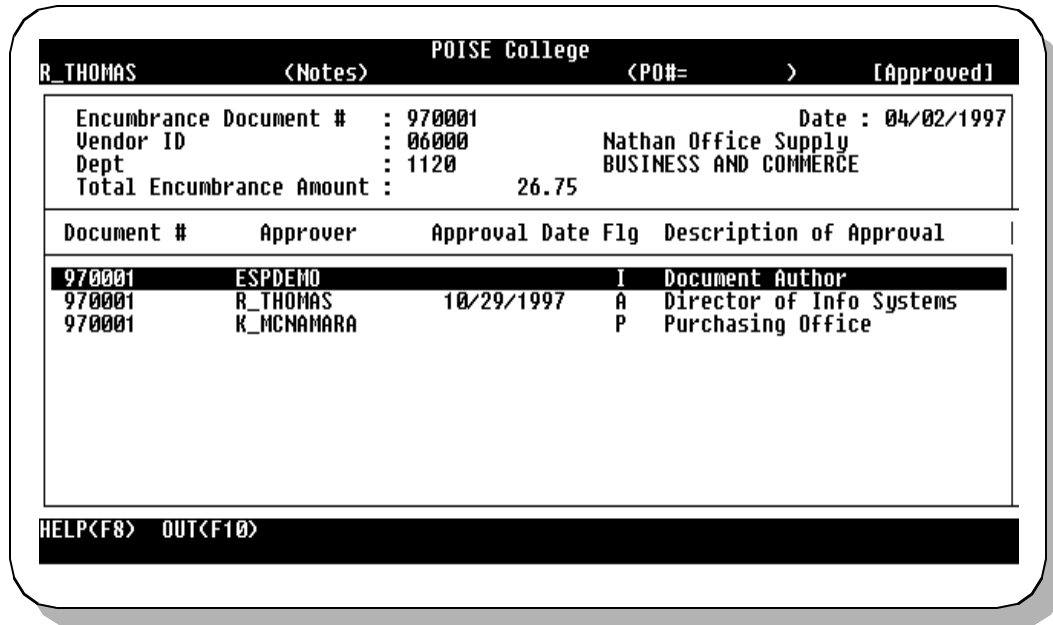 POISE College
R_THOMAS (Notes) (PO#= ) [Approved]
Encumbrance Document # : 970001 Date : 04/02/1997
Vendor ID : 06000 Nathan Office Supply
Dept : 1120 BUSINESS AND COMMERCE
Total Encumbrance Amount : 26.75
Document # Approver Approval Date Flg Description of Approval
970001 ESPDEMO I Document Author
970001 R_THOMAS 10/29/1997 A Director of Info Systems
970001 K_MCNAMARA P Purchasing Office
HELP(F8) OUT(F10)